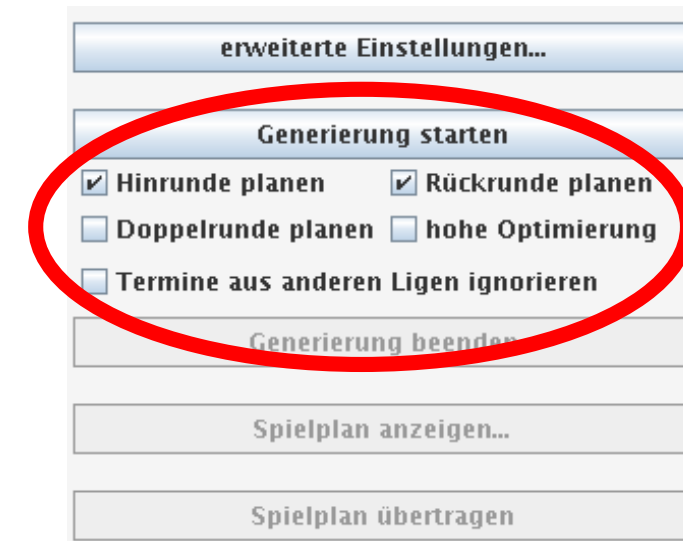 erweiterte Einstellungen...
Generierung starten
Hinrunde planen Rückrunde planen
Doppelrunde planen hohe Optimierung
Termine aus anderen Ligen ignorieren
Generierung beenden
Spielplan anzeigen...
Spielplan übertragen